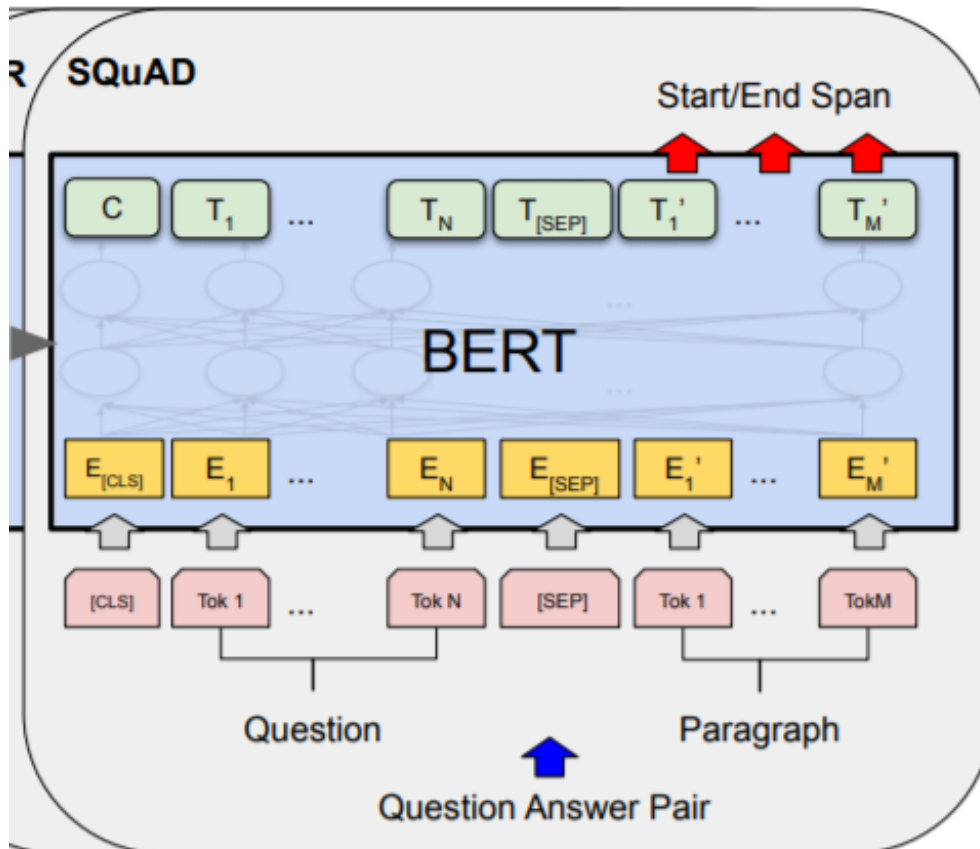 R SQuAD
Start/End Span
C T1 ... TN T[SEP] T1' ... TM'
...
BERT
...
E[CLS] E1 ... EN E[SEP] E1' ... EM'
[CLS] Tok 1 ... Tok N [SEP] Tok 1 ... TokM
Question Paragraph
Question Answer Pair